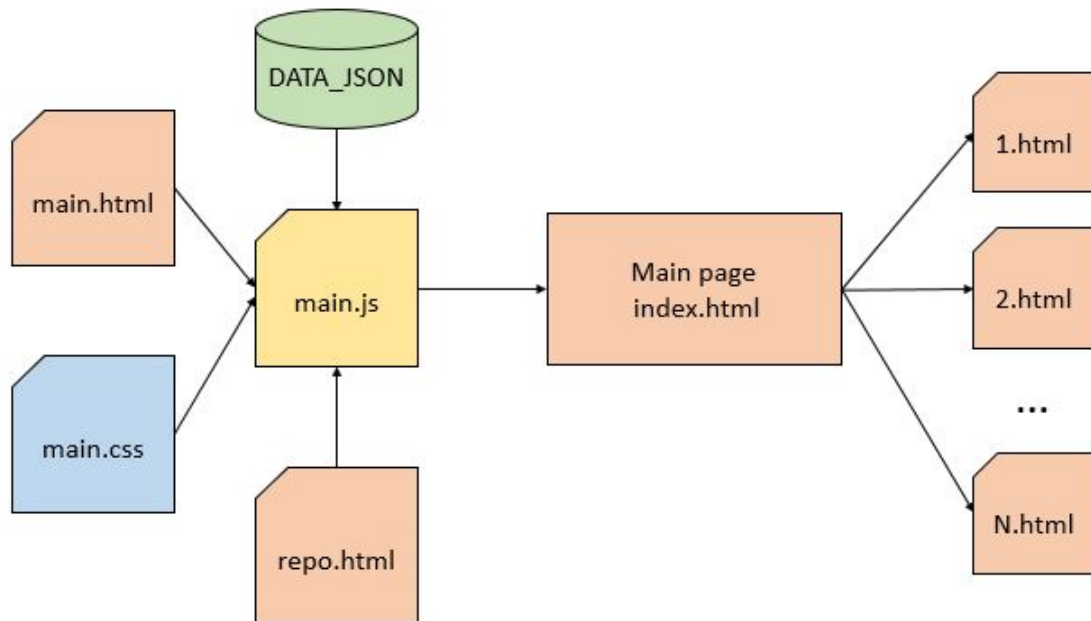 DATA_JSON
main.html
main.js
main.css
repo.html
Main page
index.html
1.html
2.html
...
N.html